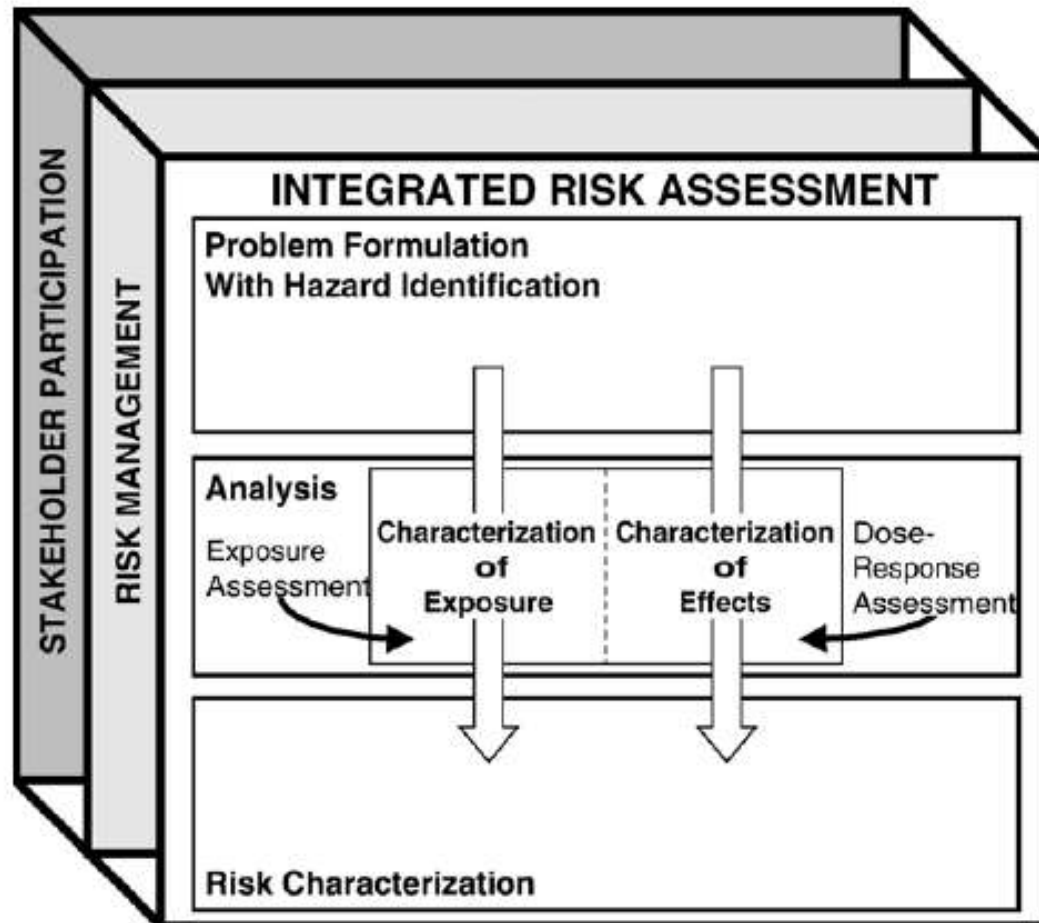 STAKEHOLDER PARTICIPATION
RISK MANAGEMENT
INTEGRATED RISK ASSESSMENT
Problem Formulation
With Hazard Identification
Analysis
Exposure
Assessment
Characterization
of
Exposure
Characterization
of
Effects
Dose-
Response
Assessment
Risk Characterization